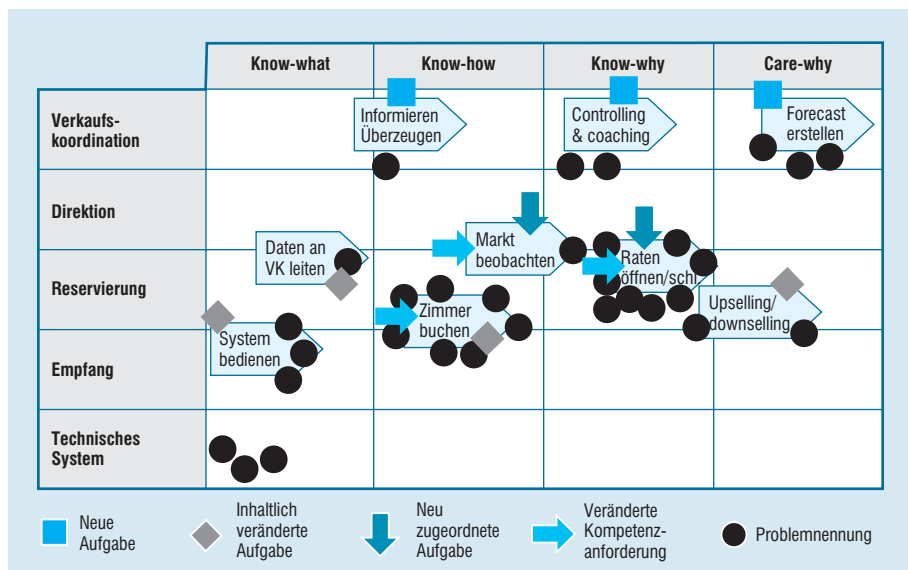 Know-what
Know-how
Know-why
Care-why
Verkaufs-
koordination
Informieren
Überzeugen
Controlling
& coaching
Forecast
erstellen
Direktion
Daten an
VK leiten
Markt
beobachten
Raten
öffnen/schl.
Reservierung
Zimmer
buchen
Upselling/
downselling
System
bedienen
Empfang
Technisches
System
Neue
Aufgabe
Inhaltlich
veränderte
Aufgabe
Neu
zugeordnete
Aufgabe
Veränderte
Kompetenz-
anforderung
Problemnennung